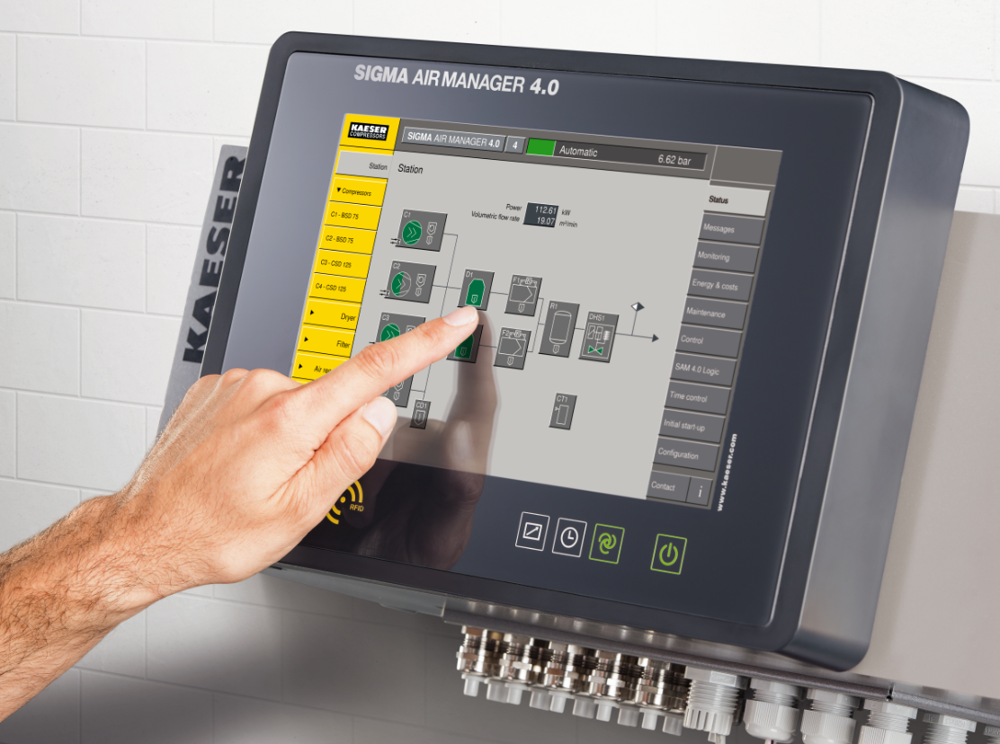 SIGMA AIR MANAGER 4.0
KAESER
COMPRESSORS
SIGMA AIR MANAGER 4.0
4
Automatic
6.62 bar
Station
Station
Power 112.61 kW
Volumetric flow rate 19.07 m³/min
▼ Compressors
C1 - BSD 75
C2 - BSD 75
C3 - CSD 125
C4 - CSD 125
Dryer
Filter
C1
C2
C3
D1
F1
F2
R1
DHS1
CD1
CT1
Status
Messages
Monitoring
Energy & costs
Maintenance
Control
SAM 4.0 Logic
Time control
Initial start-up
Configuration
Contact
i
www.kaeser.com
RFID
KAESER